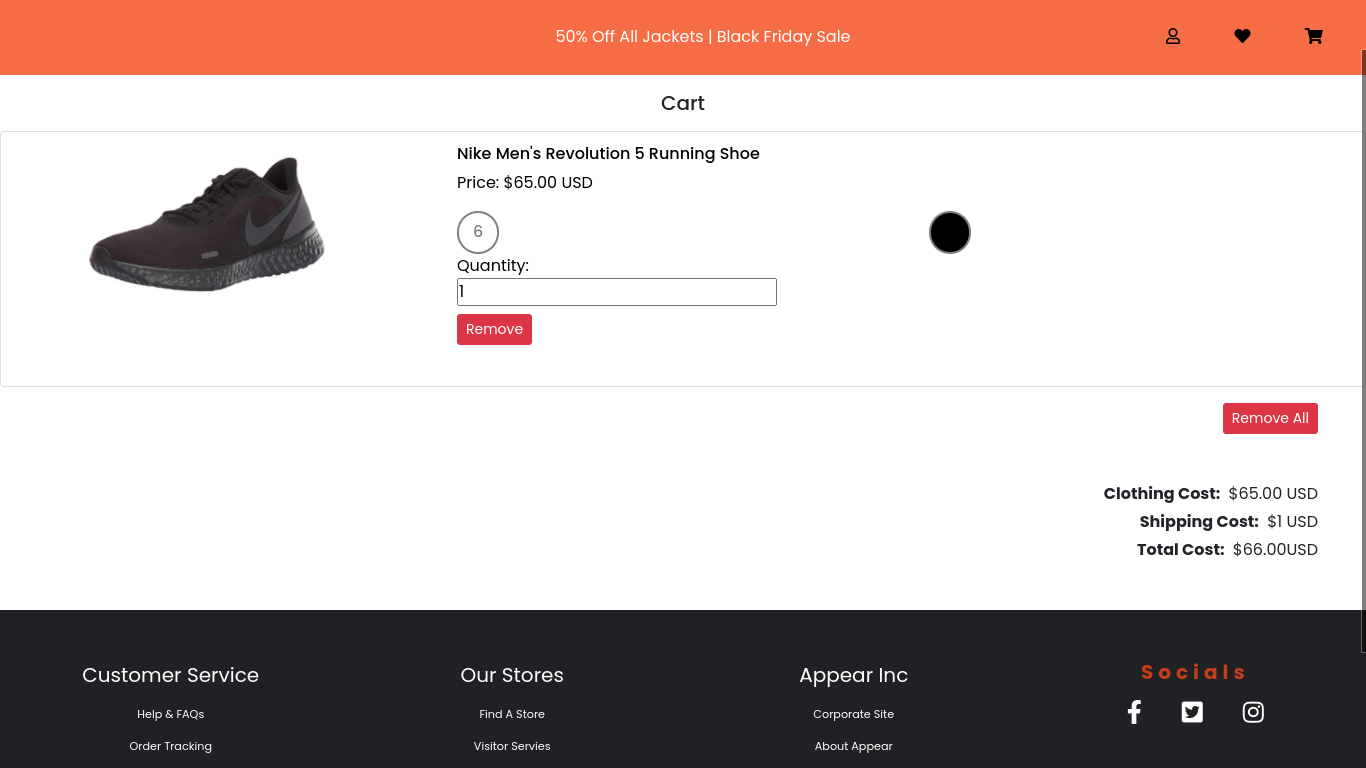 50% Off All Jackets | Black Friday Sale
Cart
Nike Men's Revolution 5 Running Shoe
Price: $65.00 USD
6
Quantity:
1
Remove
Remove All
Clothing Cost: $65.00 USD
Shipping Cost: $1 USD
Total Cost: $66.00USD
Customer Service
Help & FAQs
Order Tracking
Our Stores
Find A Store
Visitor Servies
Appear Inc
Corporate Site
About Appear
Socials